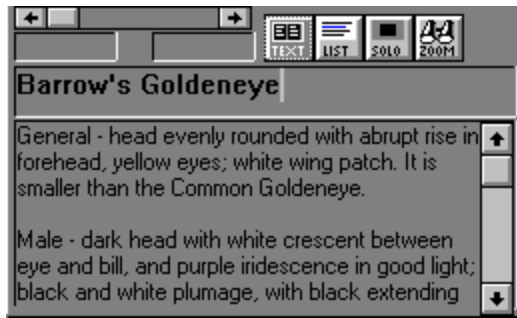 TEXT LIST SOLO ZOOM
Barrow's Goldeneye
General - head evenly rounded with abrupt rise in
forehead, yellow eyes; white wing patch. It is
smaller than the Common Goldeneye.
Male - dark head with white crescent between
eye and bill, and purple iridescence in good light;
black and white plumage, with black extending